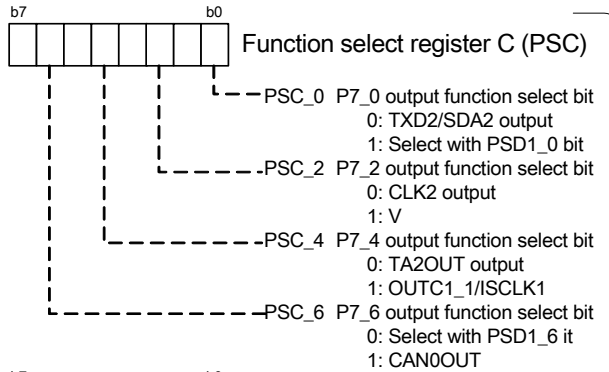 b7 b0
Function select register C (PSC)
PSC_0 P7_0 output function select bit
0: TXD2/SDA2 output
1: Select with PSD1_0 bit
PSC_2 P7_2 output function select bit
0: CLK2 output
1: V
PSC_4 P7_4 output function select bit
0: TA2OUT output
1: OUTC1_1/ISCLK1
PSC_6 P7_6 output function select bit
0: Select with PSD1_6 it
1: CAN0OUT